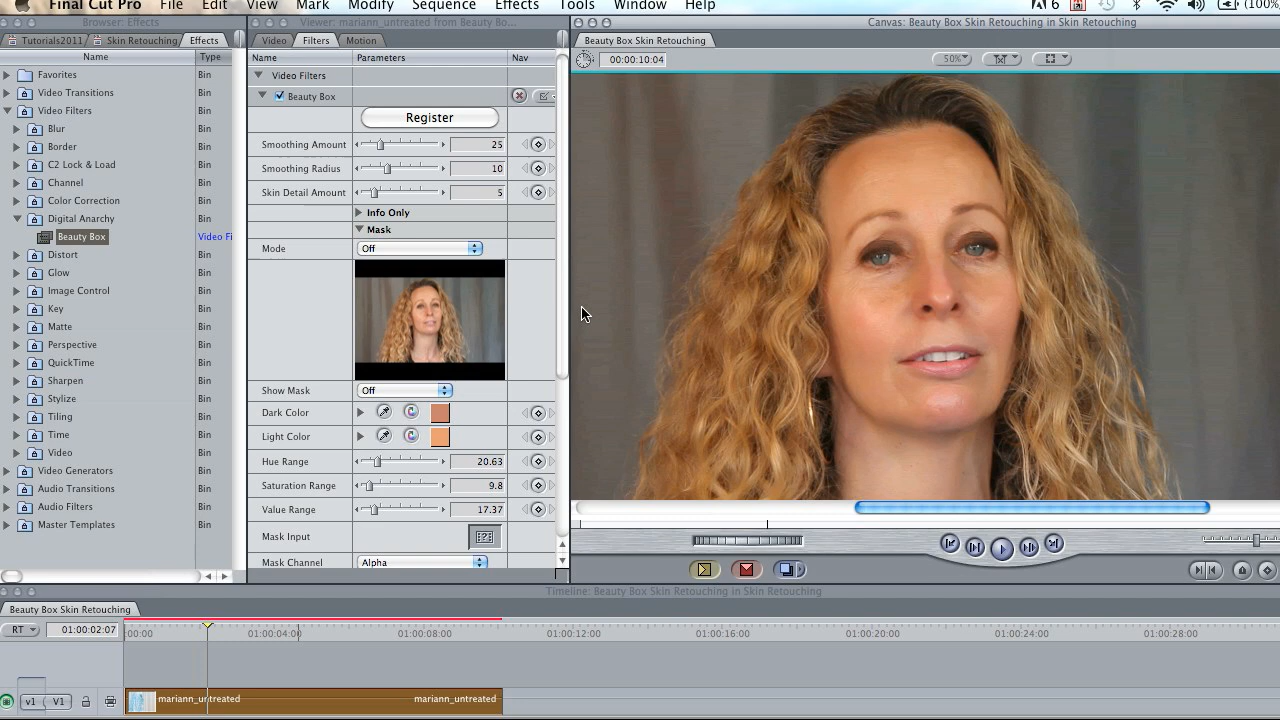 Final Cut Pro File Edit View Mark Modify Sequence Effects Tools Window Help 6 (100%
Browser: Effects
Viewer: mariann_untreated from Beauty Bo...
Canvas: Beauty Box Skin Retouching in Skin Retouching
Tutorials2011 Skin Retouching Effects
Video Filters Motion
Beauty Box Skin Retouching
Name Type
Name Parameters Nav
00:00:10:04 50%
Favorites Bin
Video Transitions Bin
Video Filters Bin
Blur Bin
Border Bin
C2 Lock & Load Bin
Channel Bin
Color Correction Bin
Digital Anarchy Bin
Beauty Box Video Fi
Distort Bin
Glow Bin
Image Control Bin
Key Bin
Matte Bin
Perspective Bin
QuickTime Bin
Sharpen Bin
Stylize Bin
Tiling Bin
Time Bin
Video Bin
Video Generators Bin
Audio Transitions Bin
Audio Filters Bin
Master Templates Bin
Video Filters
Beauty Box
Register
Smoothing Amount 25
Smoothing Radius 10
Skin Detail Amount 5
Info Only
Mask
Mode Off
Show Mask Off
Dark Color
Light Color
Hue Range 20.63
Saturation Range 9.8
Value Range 17.37
Mask Input
Mask Channel Alpha
Timeline: Beauty Box Skin Retouching in Skin Retouching
Beauty Box Skin Retouching
RT 01:00:02:07 00:00 01:00:04:00 01:00:08:00 01:00:12:00 01:00:16:00 01:00:20:00 01:00:24:00 01:00:28:00
v1 V1 mariann_untreated mariann_untreated